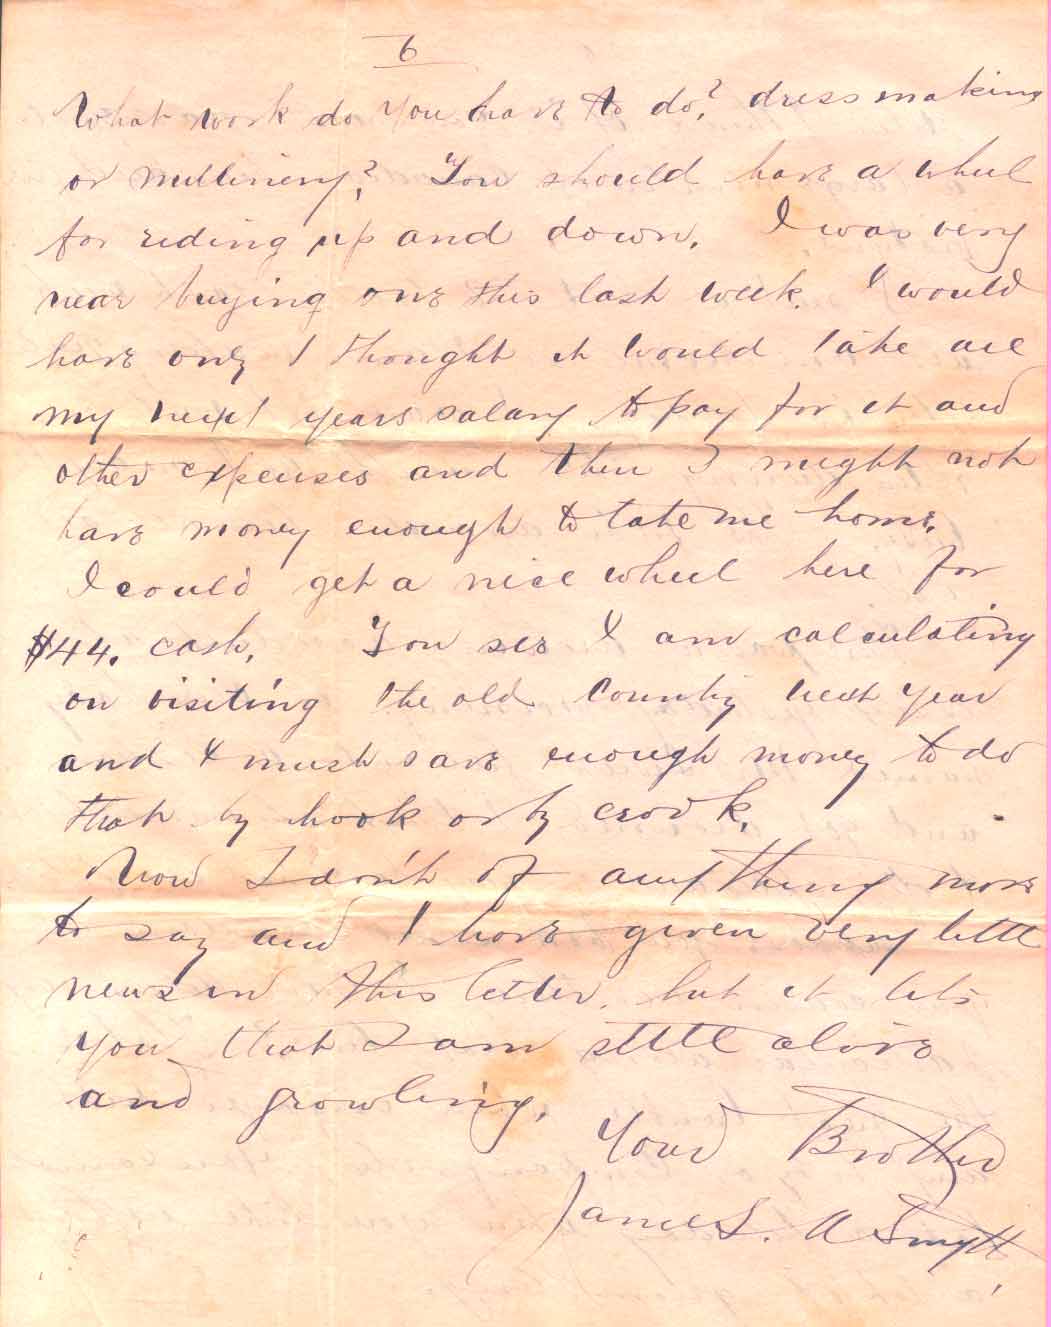 6
What work do you have to do? dressmaking
or millinery? You should have a wheel
for riding up and down. I was very
near buying one this last week. I would
have only I thought it would take all
my next years salary to pay for it and
other expenses and then I might not
have money enough to take me home.
I could get a nice wheel here for
$44. cash. You see I am calculating
on visiting the old County next year
and I must save enough money to do
that by hook or by crook.
Now I don't of any thing more
to say and I have given very little
news in this letter. but it lets
you that I am still alive
and growling.
Your Brother
James. A Smyth